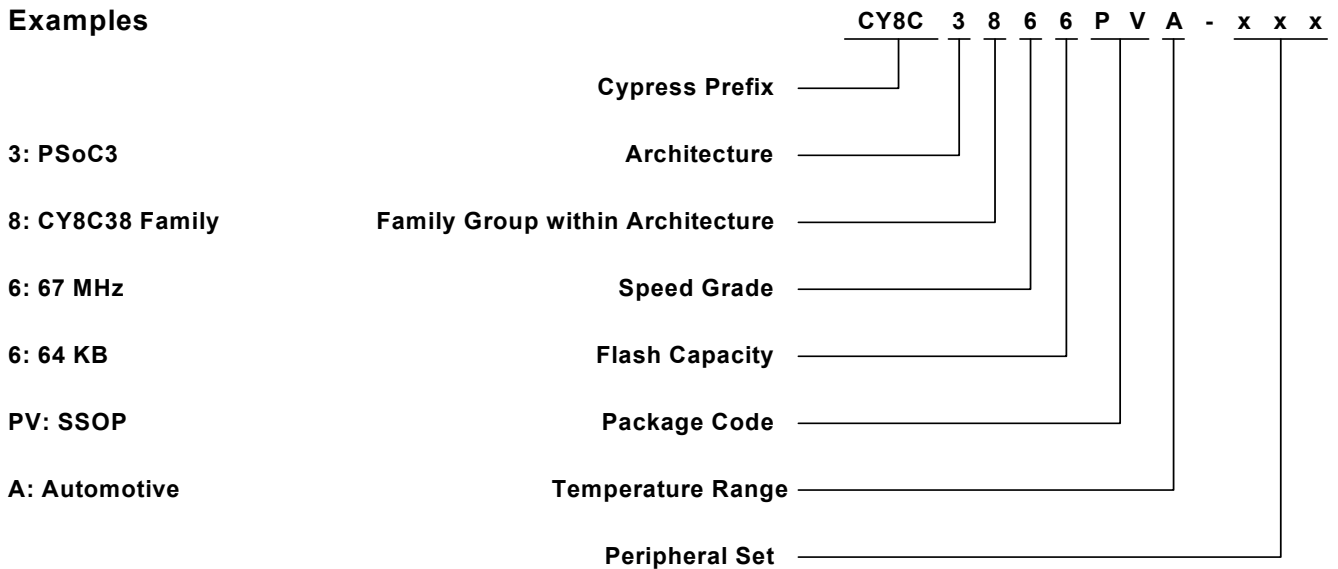 Examples CY8C 3 8 6 6 P V A - x x x
Cypress Prefix
3: PSoC3 Architecture
8: CY8C38 Family Family Group within Architecture
6: 67 MHz Speed Grade
6: 64 KB Flash Capacity
PV: SSOP Package Code
A: Automotive Temperature Range
Peripheral Set